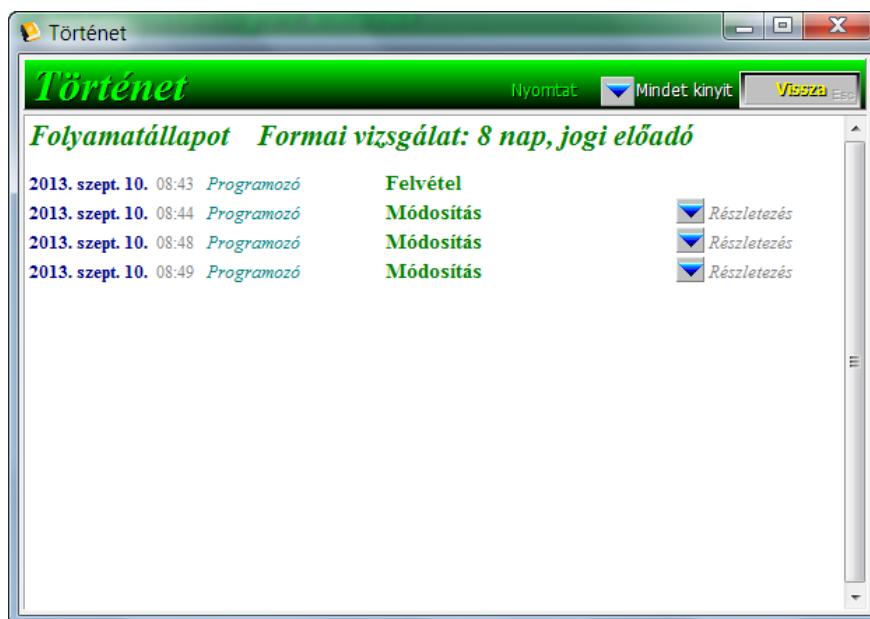 Történet
Történet Nyomtat Mindet kinyit Vissza Esc
Folyamatállapot Formai vizsgálat: 8 nap, jogi előadó
2013. szept. 10. 08:43 Programozó Felvétel
2013. szept. 10. 08:44 Programozó Módosítás Részletezés
2013. szept. 10. 08:48 Programozó Módosítás Részletezés
2013. szept. 10. 08:49 Programozó Módosítás Részletezés